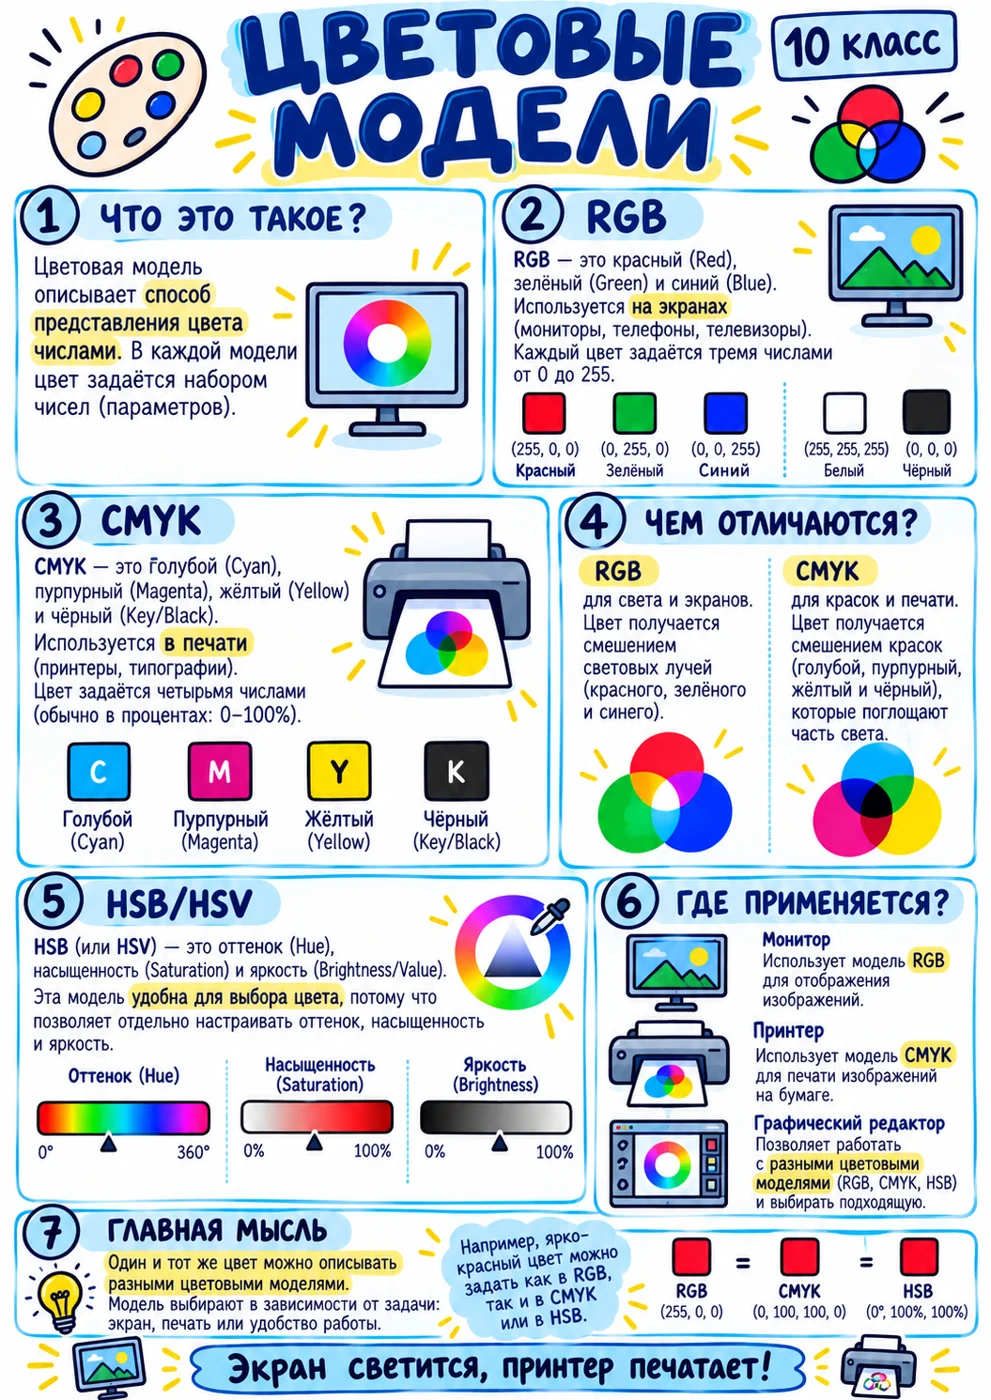 ЦВЕТОВЫЕ
МОДЕЛИ
10 класс
1 ЧТО ЭТО ТАКОЕ?
Цветовая модель
описывает способ
представления цвета
числами. В каждой модели
цвет задаётся набором
чисел (параметров).
2 RGB
RGB — это красный (Red),
зелёный (Green) и синий (Blue).
Используется на экранах
(мониторы, телефоны, телевизоры).
Каждый цвет задаётся тремя числами
от 0 до 255.
(255, 0, 0) (0, 255, 0) (0, 0, 255) (255, 255, 255) (0, 0, 0)
Красный Зелёный Синий Белый Чёрный
3 CMYK
CMYK — это Голубой (Cyan),
пурпурный (Magenta), жёлтый (Yellow)
и чёрный (Key/Black).
Используется в печати
(принтеры, типографии).
Цвет задаётся четырьмя числами
(обычно в процентах: 0–100%).
C M Y K
Голубой Пурпурный Жёлтый Чёрный
(Cyan) (Magenta) (Yellow) (Key/Black)
4 ЧЕМ ОТЛИЧАЮТСЯ?
RGB
для света и экранов.
Цвет получается
смешением
световых лучей
(красного, зелёного
и синего).
CMYK
для красок и печати.
Цвет получается
смешением красок
(голубой, пурпурный,
жёлтый и чёрный),
которые поглощают
часть света.
5 HSB/HSV
HSB (или HSV) — это оттенок (Hue),
насыщенность (Saturation) и яркость (Brightness/Value).
Эта модель удобна для выбора цвета, потому что
позволяет отдельно настраивать оттенок, насыщенность
и яркость.
Оттенок (Hue)
0° 360°
Насыщенность
(Saturation)
0% 100%
Яркость
(Brightness)
0% 100%
6 ГДЕ ПРИМЕНЯЕТСЯ?
Монитор
Использует модель RGB
для отображения
изображений.
Принтер
Использует модель CMYK
для печати изображений
на бумаге.
Графический редактор
Позволяет работать
с разными цветовыми
моделями (RGB, CMYK, HSB)
и выбирать подходящую.
7 ГЛАВНАЯ МЫСЛЬ
Один и тот же цвет можно описывать
разными цветовыми моделями.
Модель выбирают в зависимости от задачи:
экран, печать или удобство работы.
Например, ярко-
красный цвет можно
задать как в RGB,
так и в CMYK
или в HSB.
= =
RGB CMYK HSB
(255, 0, 0) (0, 100, 100, 0) (0°, 100%, 100%)
Экран светится, принтер печатает!